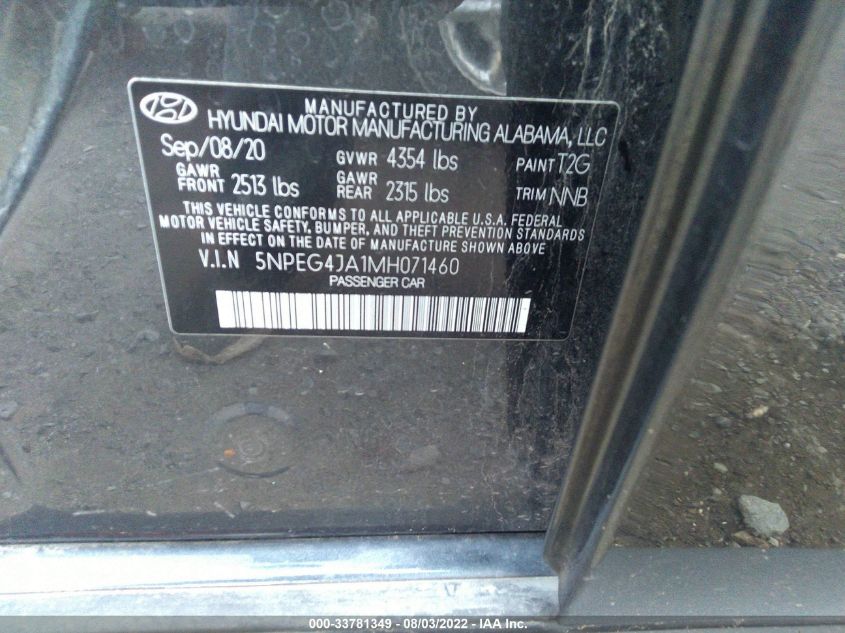 MANUFACTURED BY
HYUNDAI MOTOR MANUFACTURING ALABAMA, LLC
Sep/08/20 GVWR 4354 lbs PAINT T2G
GAWR FRONT 2513 lbs GAWR REAR 2315 lbs TRIM NNB
THIS VEHICLE CONFORMS TO ALL APPLICABLE U.S.A. FEDERAL
MOTOR VEHICLE SAFETY, BUMPER, AND THEFT PREVENTION STANDARDS
IN EFFECT ON THE DATE OF MANUFACTURE SHOWN ABOVE
V.I.N 5NPEG4JA1MH071460
PASSENGER CAR
000-33781349 - 08/03/2022 - IAA Inc.